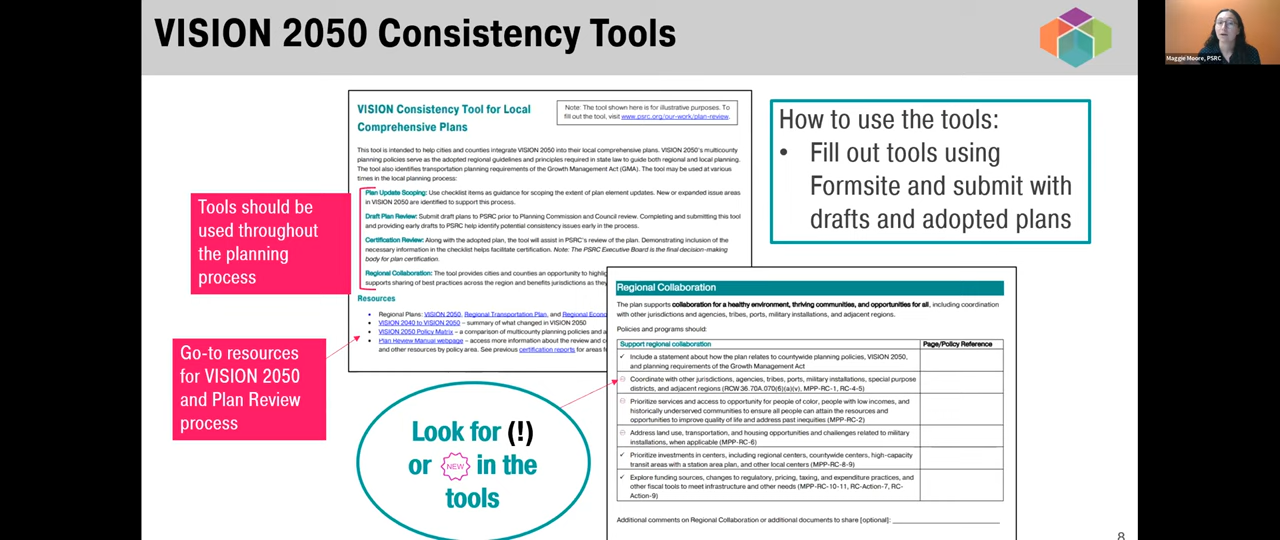 VISION 2050 Consistency Tools
Maggie Moore, PSRC
VISION Consistency Tool for Local
Comprehensive Plans
Note: The tool shown here is for illustrative purposes. To
fill out the tool, visit www.psrc.org/our-work/plan-review.
This tool is intended to help cities and counties integrate VISION 2050 into their local comprehensive plans. VISION 2050's multicounty
planning policies serve as the adopted regional guidelines and principles required in state law to guide both regional and local planning.
The tool also identifies transportation planning requirements of the Growth Management Act (GMA). The tool may be used at various
times in the local planning process:
Plan Update Scoping: Use checklist items as guidance for scoping the extent of plan element updates. New or expanded issue areas
in VISION 2050 are identified to support this process.
Draft Plan Review: Submit draft plans to PSRC prior to Planning Commission and Council review. Completing and submitting this tool
and providing early drafts to PSRC help identify potential consistency issues early in the process.
Certification Review: Along with the adopted plan, the tool will assist in PSRC's review of the plan. Demonstrating inclusion of the
necessary information in the checklist helps facilitate certification. Note: The PSRC Executive Board is the final decision-making
body for plan certification.
Regional Collaboration: The tool provides cities and counties an opportunity to highlig
supports sharing of best practices across the region and benefits jurisdictions as they
Resources
• Regional Plans: VISION 2050, Regional Transportation Plan, and Regional Econo
• VISION 2040 to VISION 2050 – summary of what changed in VISION 2050
• VISION 2050 Policy Matrix – a comparison of multicounty planning policies and a
• Plan Review Manual webpage – access more information about the review and c
and other resources by policy area. See previous certification reports for areas f
Tools should be
used throughout
the planning
process
Go-to resources
for VISION 2050
and Plan Review
process
Look for (!)
or NEW in the
tools
How to use the tools:
• Fill out tools using
Formsite and submit with
drafts and adopted plans
Regional Collaboration
The plan supports collaboration for a healthy environment, thriving communities, and opportunities for all, including coordination
with other jurisdictions and agencies, tribes, ports, military installations, and adjacent regions.
Policies and programs should:
Support regional collaboration Page/Policy Reference
✓ Include a statement about how the plan relates to countywide planning policies, VISION 2050,
and planning requirements of the Growth Management Act
Coordinate with other jurisdictions, agencies, tribes, ports, military installations, special purpose
districts, and adjacent regions (RCW 36.70A.070(6)(a)(v), MPP-RC-1, RC-4-5)
Prioritize services and access to opportunity for people of color, people with low incomes, and
historically underserved communities to ensure all people can attain the resources and
opportunities to improve quality of life and address past inequities (MPP-RC-2)
Address land use, transportation, and housing opportunities and challenges related to military
installations, when applicable (MPP-RC-6)
✓ Prioritize investments in centers, including regional centers, countywide centers, high-capacity
transit areas with a station area plan, and other local centers (MPP-RC-8-9)
✓ Explore funding sources, changes to regulatory, pricing, taxing, and expenditure practices, and
other fiscal tools to meet infrastructure and other needs (MPP-RC-10-11, RC-Action-7, RC-
Action-9)
Additional comments on Regional Collaboration or additional documents to share [optional]:
8